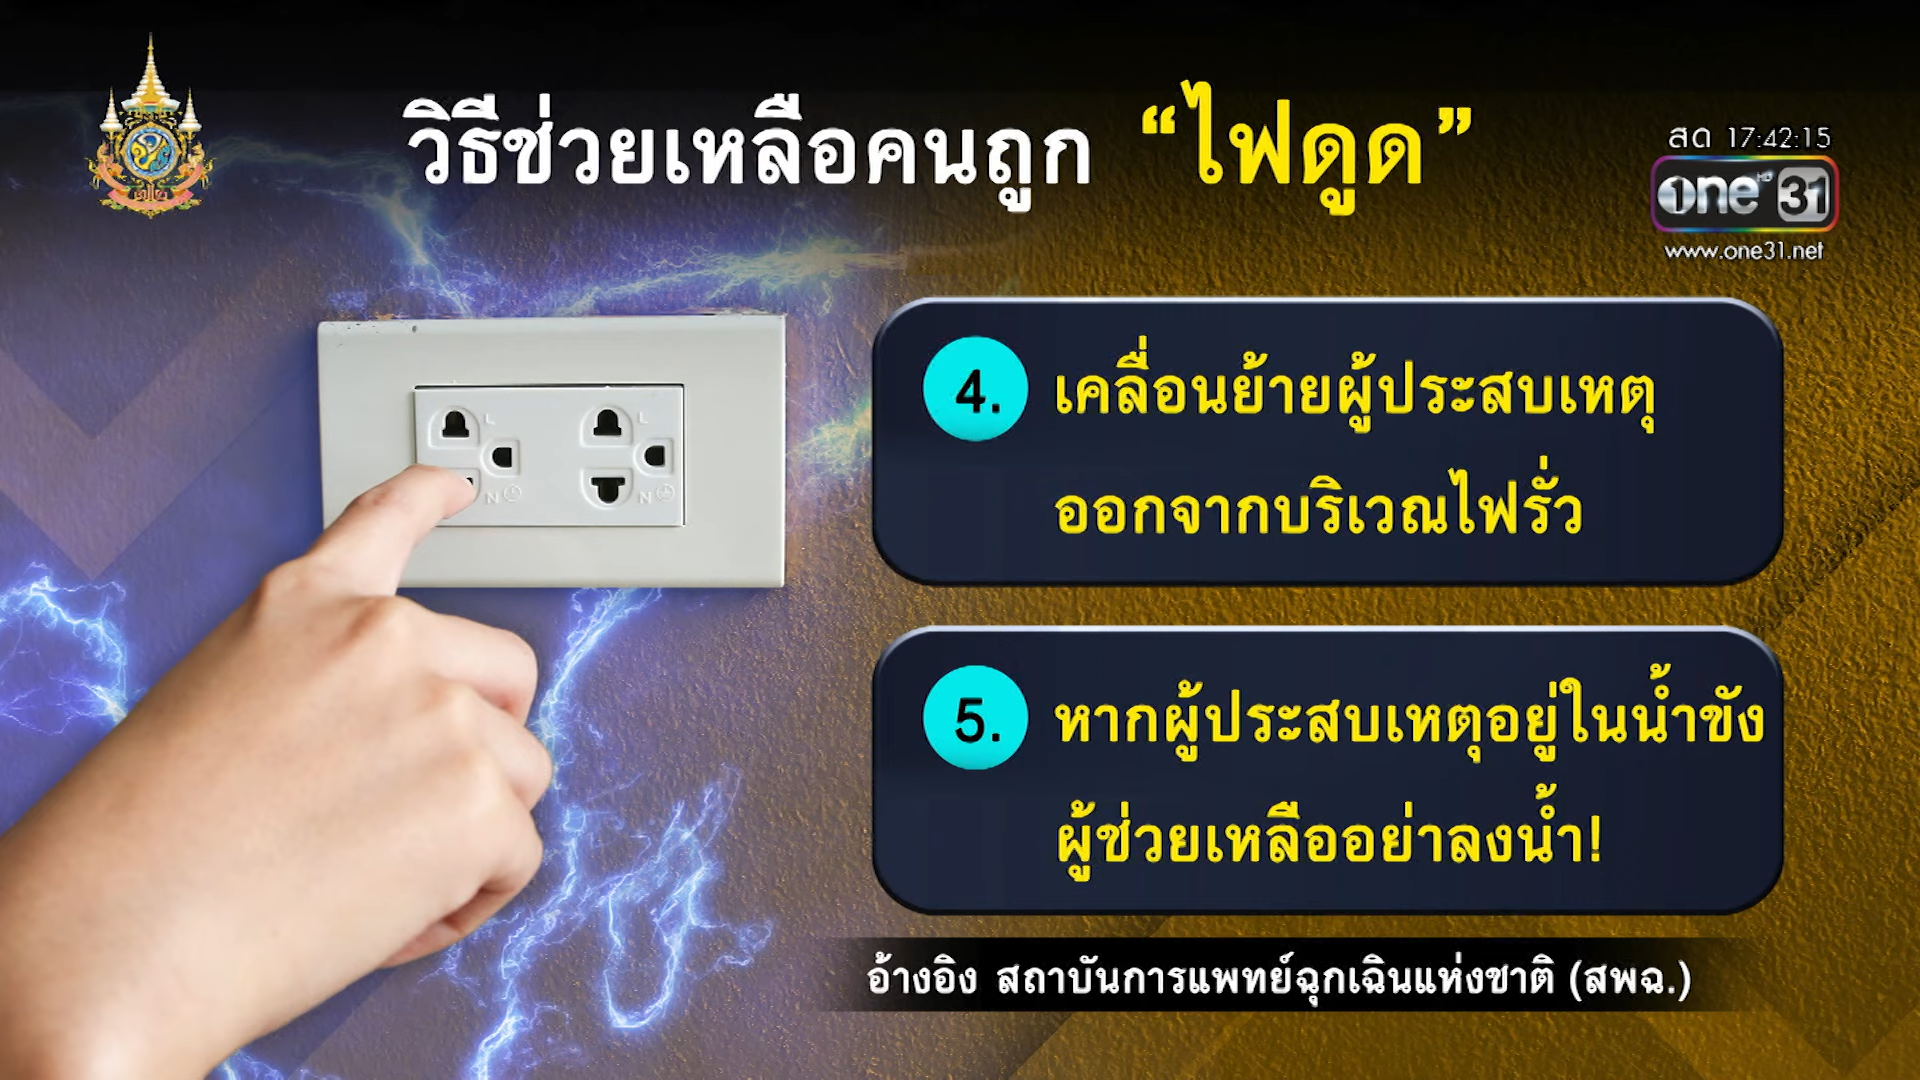 วิธีช่วยเหลือคนถูก “ไฟดูด”
สด 17:42:15
one HD 31
www.one31.net
4. เคลื่อนย้ายผู้ประสบเหตุ
ออกจากบริเวณไฟรั่ว
L L
N N
5. หากผู้ประสบเหตุอยู่ในน้ำขัง
ผู้ช่วยเหลืออย่าลงน้ำ!
อ้างอิง สถาบันการแพทย์ฉุกเฉินแห่งชาติ (สพฉ.)